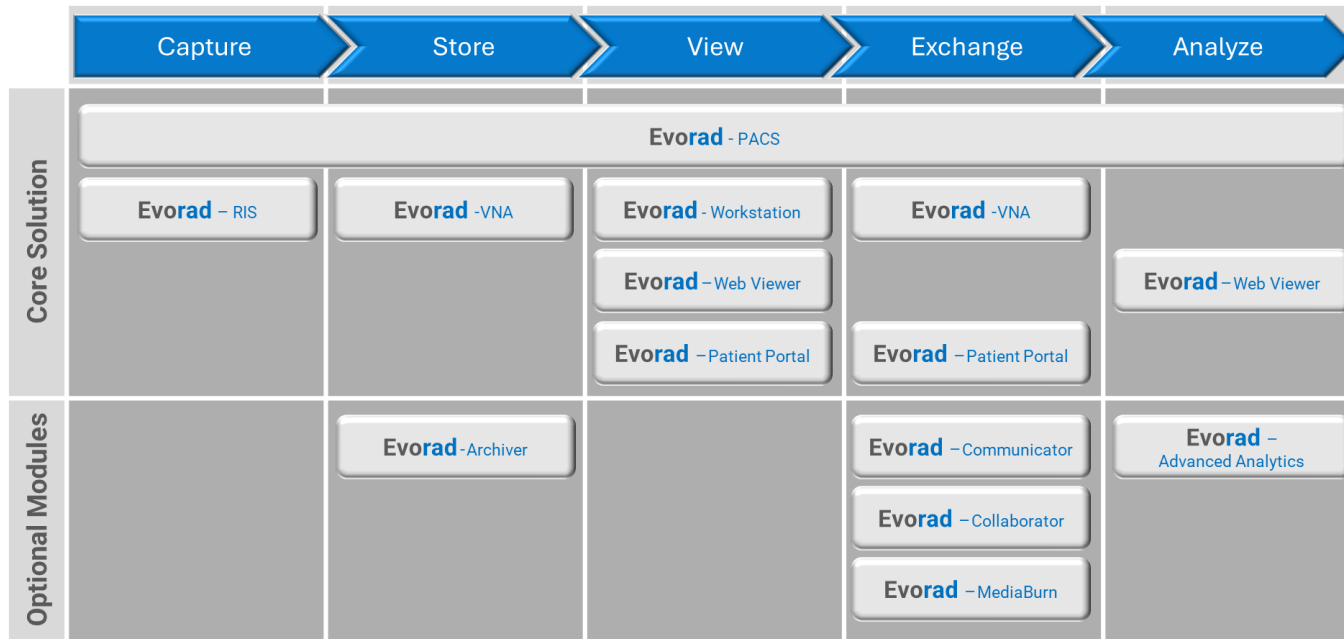 Capture
Store
View
Exchange
Analyze
Core Solution
Evorad - PACS
Evorad – RIS
Evorad -VNA
Evorad - Workstation
Evorad -VNA
Evorad – Web Viewer
Evorad – Web Viewer
Evorad – Patient Portal
Evorad – Patient Portal
Optional Modules
Evorad -Archiver
Evorad – Communicator
Evorad –
Advanced Analytics
Evorad – Collaborator
Evorad – MediaBurn